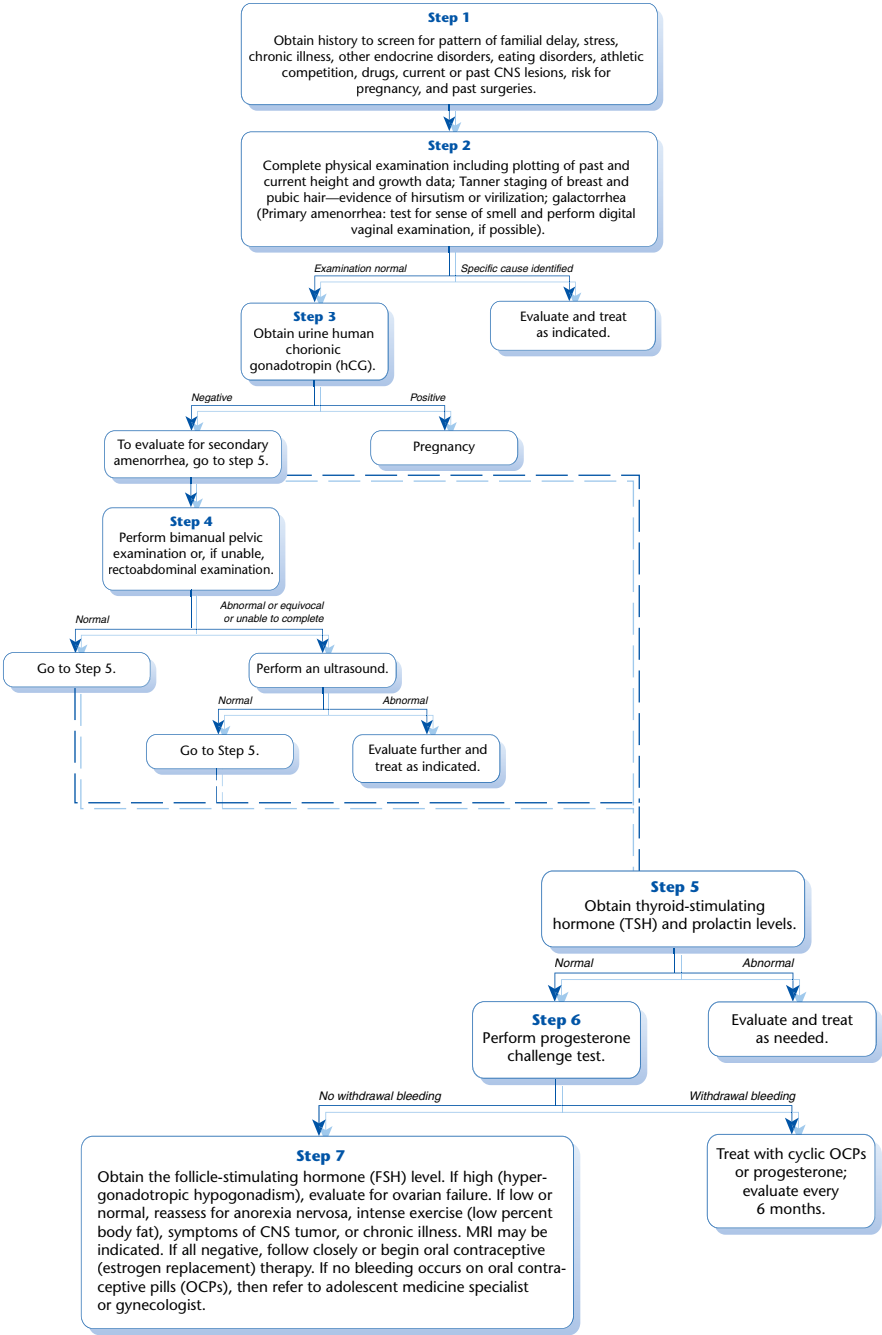 Step 1
Obtain history to screen for pattern of familial delay, stress,
chronic illness, other endocrine disorders, eating disorders, athletic
competition, drugs, current or past CNS lesions, risk for
pregnancy, and past surgeries.
Step 2
Complete physical examination including plotting of past and
current height and growth data; Tanner staging of breast and
pubic hair—evidence of hirsutism or virilization; galactorrhea
(Primary amenorrhea: test for sense of smell and perform digital
vaginal examination, if possible).
Examination normal
Specific cause identified
Step 3
Obtain urine human
chorionic
gonadotropin (hCG).
Evaluate and treat
as indicated.
Negative
Positive
To evaluate for secondary
amenorrhea, go to step 5.
Pregnancy
Step 4
Perform bimanual pelvic
examination or, if unable,
rectoabdominal examination.
Normal
Abnormal or equivocal
or unable to complete
Go to Step 5.
Perform an ultrasound.
Normal
Abnormal
Go to Step 5.
Evaluate further and
treat as indicated.
Step 5
Obtain thyroid-stimulating
hormone (TSH) and prolactin levels.
Normal
Abnormal
Step 6
Perform progesterone
challenge test.
Evaluate and treat
as needed.
No withdrawal bleeding
Withdrawal bleeding
Step 7
Obtain the follicle-stimulating hormone (FSH) level. If high (hyper-
gonadotropic hypogonadism), evaluate for ovarian failure. If low or
normal, reassess for anorexia nervosa, intense exercise (low percent
body fat), symptoms of CNS tumor, or chronic illness. MRI may be
indicated. If all negative, follow closely or begin oral contraceptive
(estrogen replacement) therapy. If no bleeding occurs on oral contra-
ceptive pills (OCPs), then refer to adolescent medicine specialist
or gynecologist.
Treat with cyclic OCPs
or progesterone;
evaluate every
6 months.